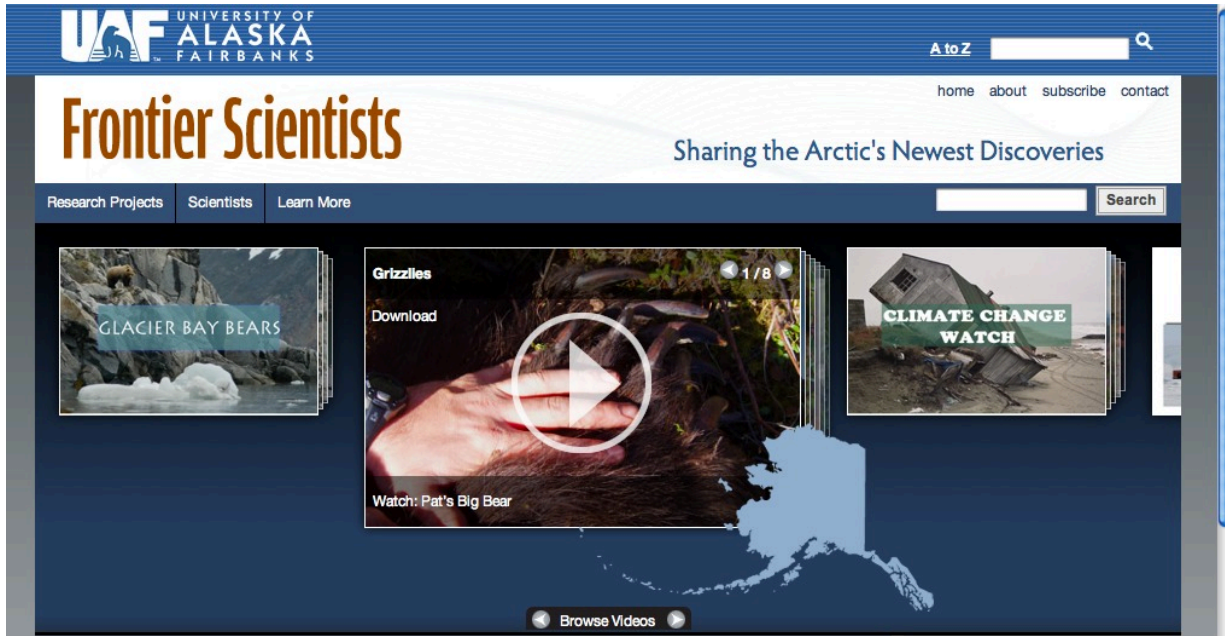 UAF UNIVERSITY OF
ALASKA
FAIRBANKS
A to Z
home about subscribe contact
Frontier Scientists
Sharing the Arctic's Newest Discoveries
Research Projects Scientists Learn More
Search
Grizzlies
1 / 8
Download
GLACIER BAY BEARS
CLIMATE CHANGE
WATCH
Watch: Pat's Big Bear
Browse Videos